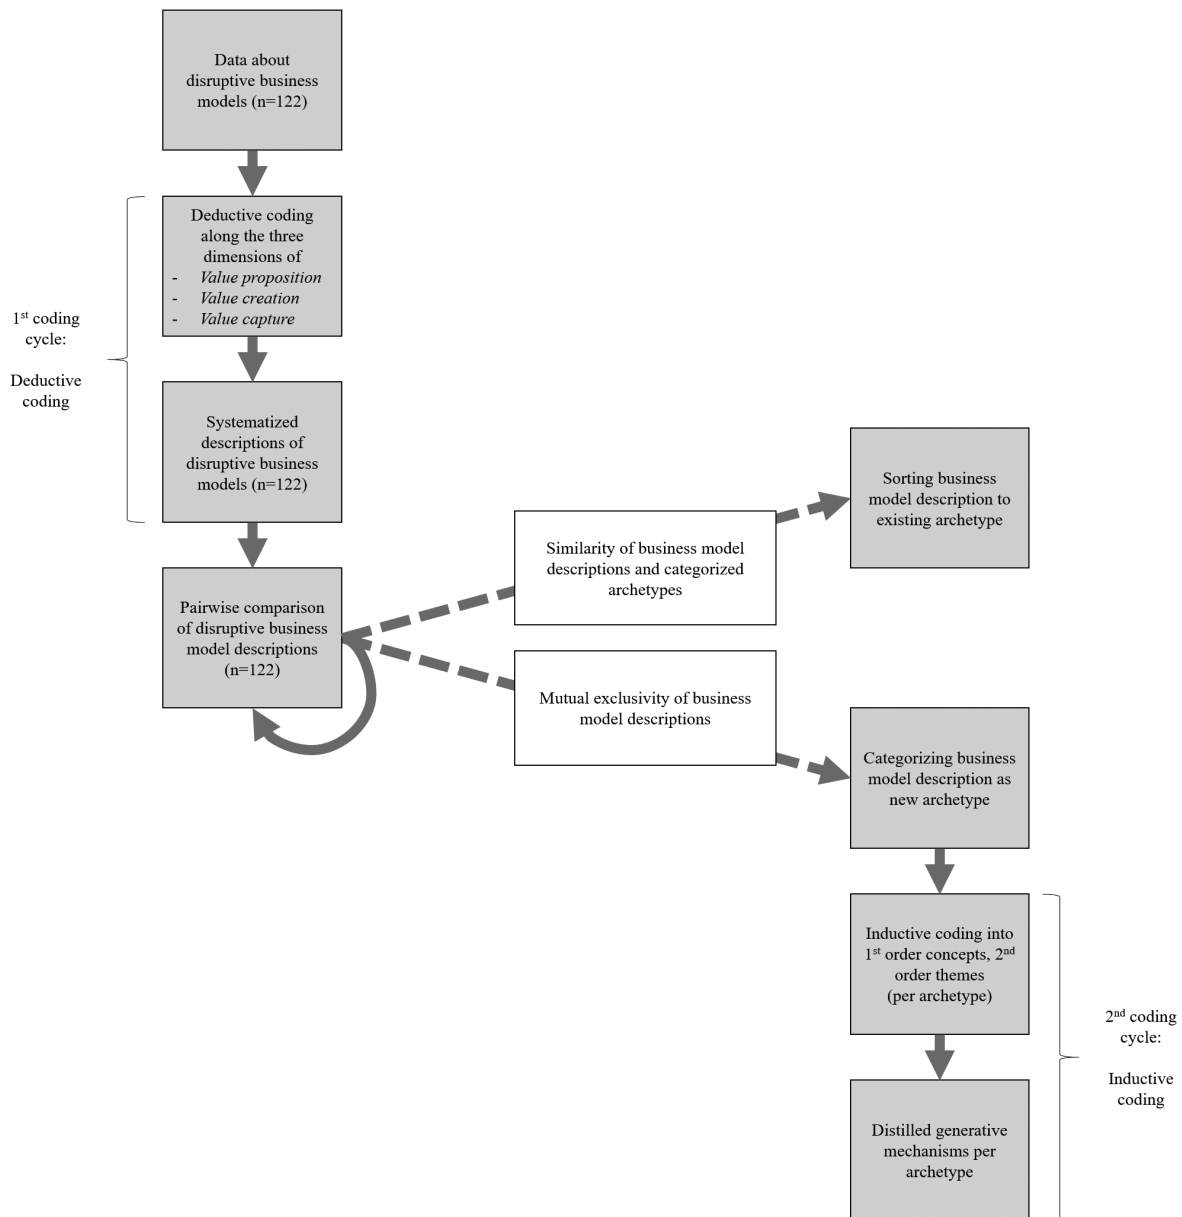 Data about
disruptive business
models (n=122)
Deductive coding
along the three
dimensions of
- Value proposition
- Value creation
- Value capture
1st coding
cycle:
Deductive
coding
Systematized
descriptions of
disruptive business
models (n=122)
Pairwise comparison
of disruptive business
model descriptions
(n=122)
Similarity of business model
descriptions and categorized
archetypes
Sorting business
model description to
existing archetype
Mutual exclusivity of business
model descriptions
Categorizing business
model description as
new archetype
Inductive coding into
1st order concepts, 2nd
order themes
(per archetype)
2nd coding
cycle:
Inductive
coding
Distilled generative
mechanisms per
archetype